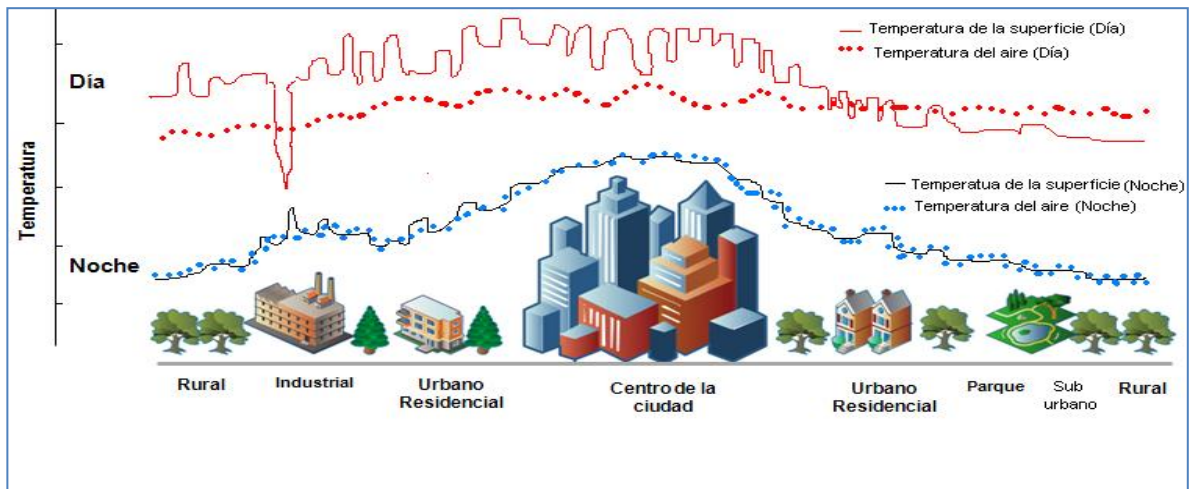 Temperatura de la superficie (Día)
Temperatura del aire (Día)
Día
Temperatura
Temperatua de la superficie (Noche)
Temperatura del aire (Noche)
Noche
Rural
Industrial
Urbano
Residencial
Centro de la
ciudad
Urbano
Residencial
Parque
Sub
urbano
Rural